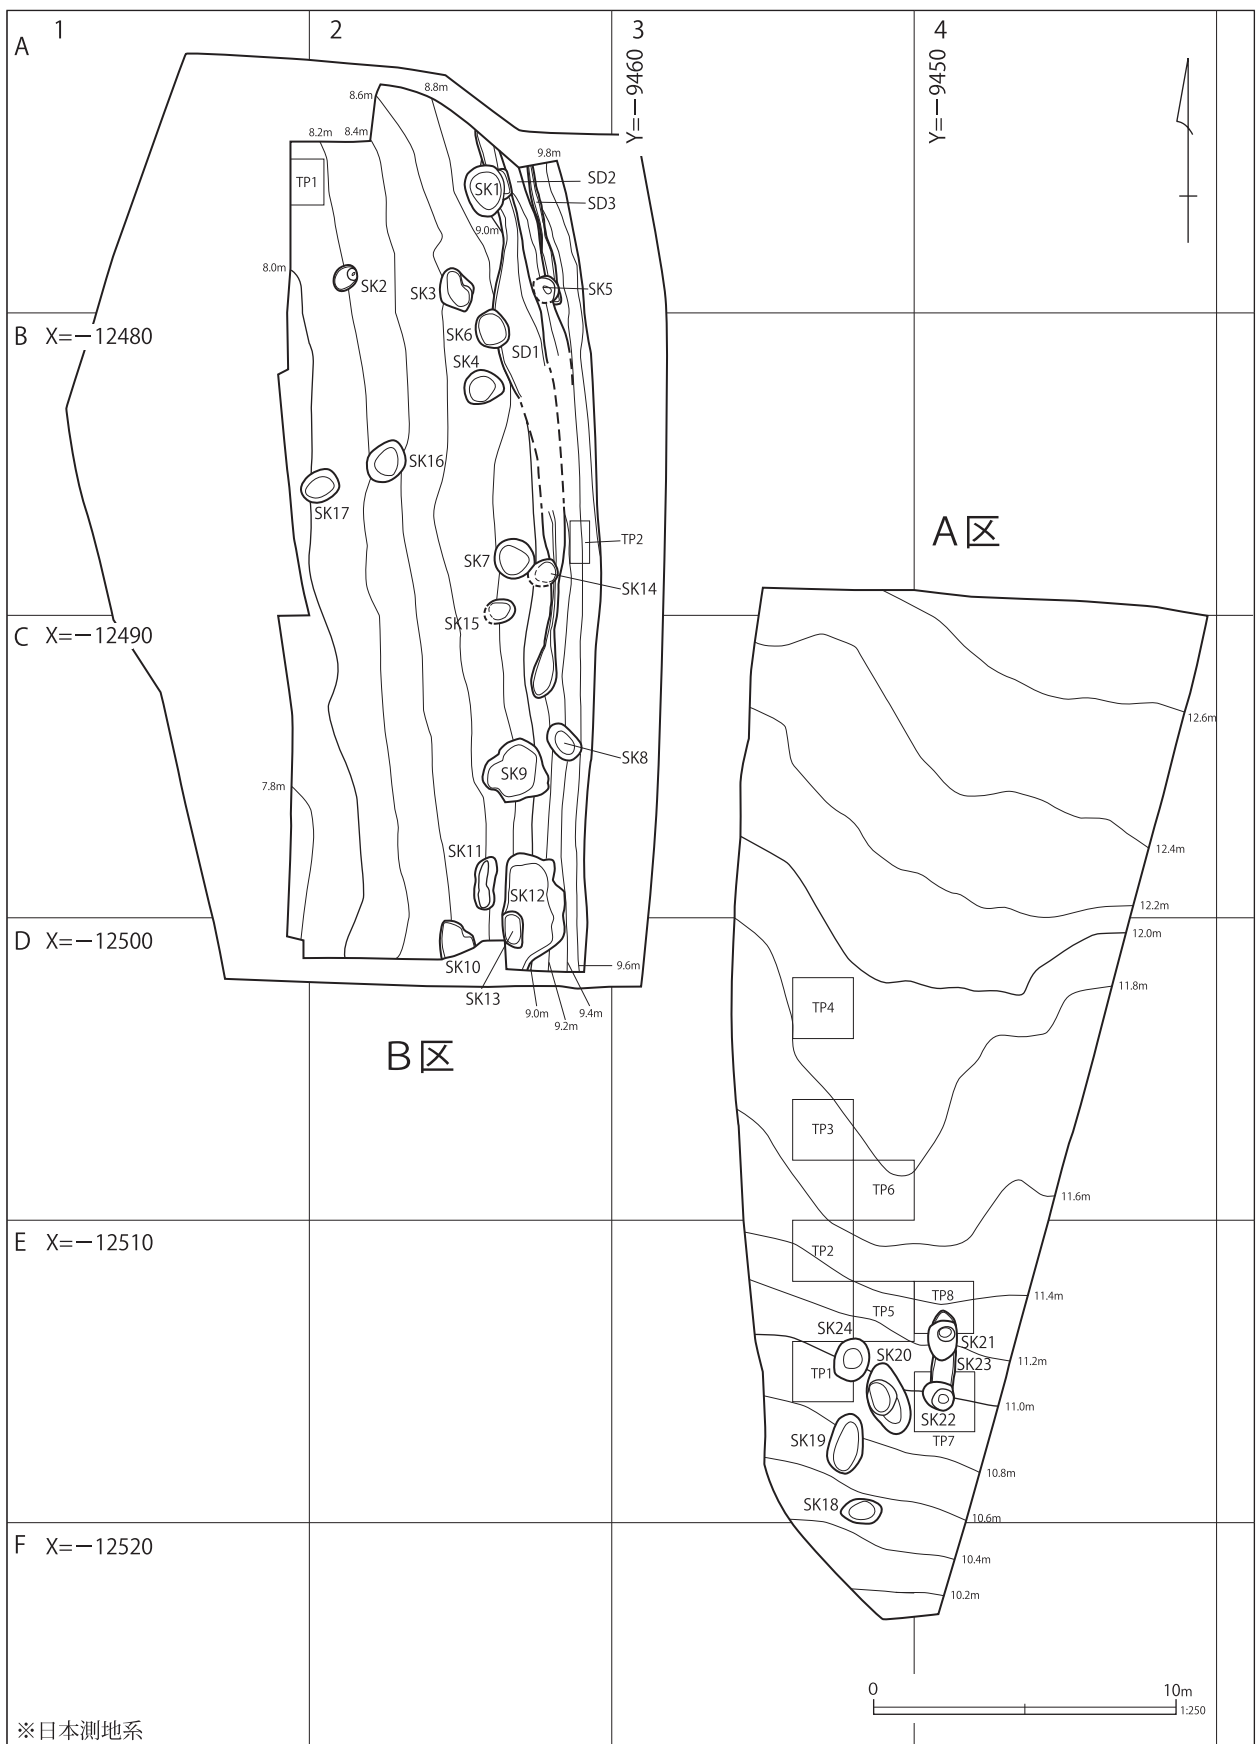 1
2
3
4
A
Y=−9460
Y=−9450
8.8m
8.6m
8.2m
8.4m
9.8m
TP1
SK1
SD2
SD3
9.0m
8.0m
SK2
SK3
SK5
B X=−12480
SK6
SD1
SK4
SK16
SK17
A区
TP2
SK7
SK14
SK15
C X=−12490
12.6m
SK8
SK9
7.8m
12.4m
SK11
SK12
12.2m
D X=−12500
12.0m
SK10
9.6m
SK13
11.8m
9.0m
9.4m
9.2m
TP4
B区
TP3
TP6
11.6m
E X=−12510
TP2
TP8
11.4m
TP5
SK24
SK21
SK20
11.2m
SK23
TP1
11.0m
SK22
SK19
TP7
10.8m
SK18
10.6m
F X=−12520
10.4m
10.2m
0
10m
1:250
※日本測地系